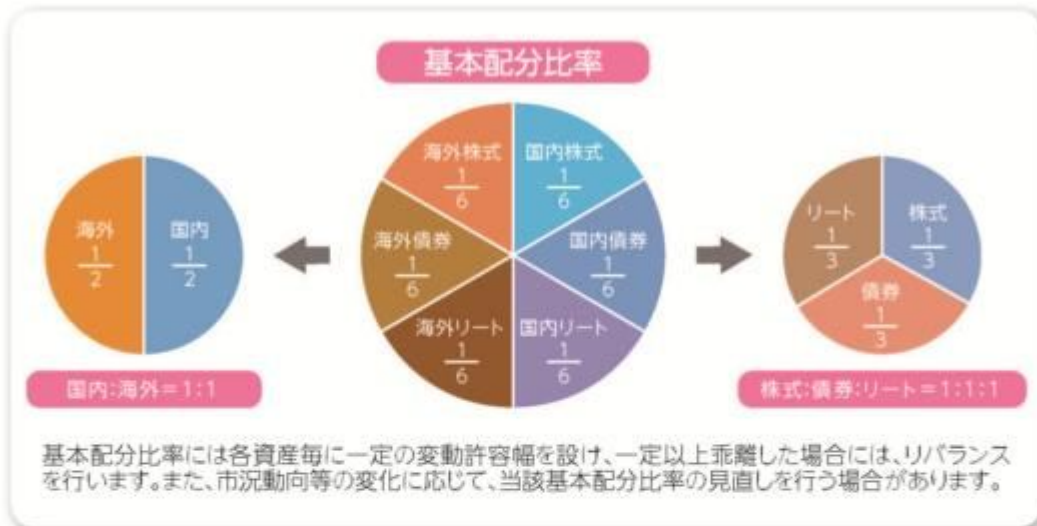 基本配分比率
海外株式
1
6
国内株式
1
6
海外債券
1
6
国内債券
1
6
海外リート
1
6
国内リート
1
6
海外
1
2
国内
1
2
国内:海外=1:1
リート
1
3
株式
1
3
債券
1
3
株式:債券:リート=1:1:1
基本配分比率には各資産毎に一定の変動許容幅を設け、一定以上乖離した場合には、リバランス
を行います。また、市況動向等の変化に応じて、当該基本配分比率の見直しを行う場合があります。